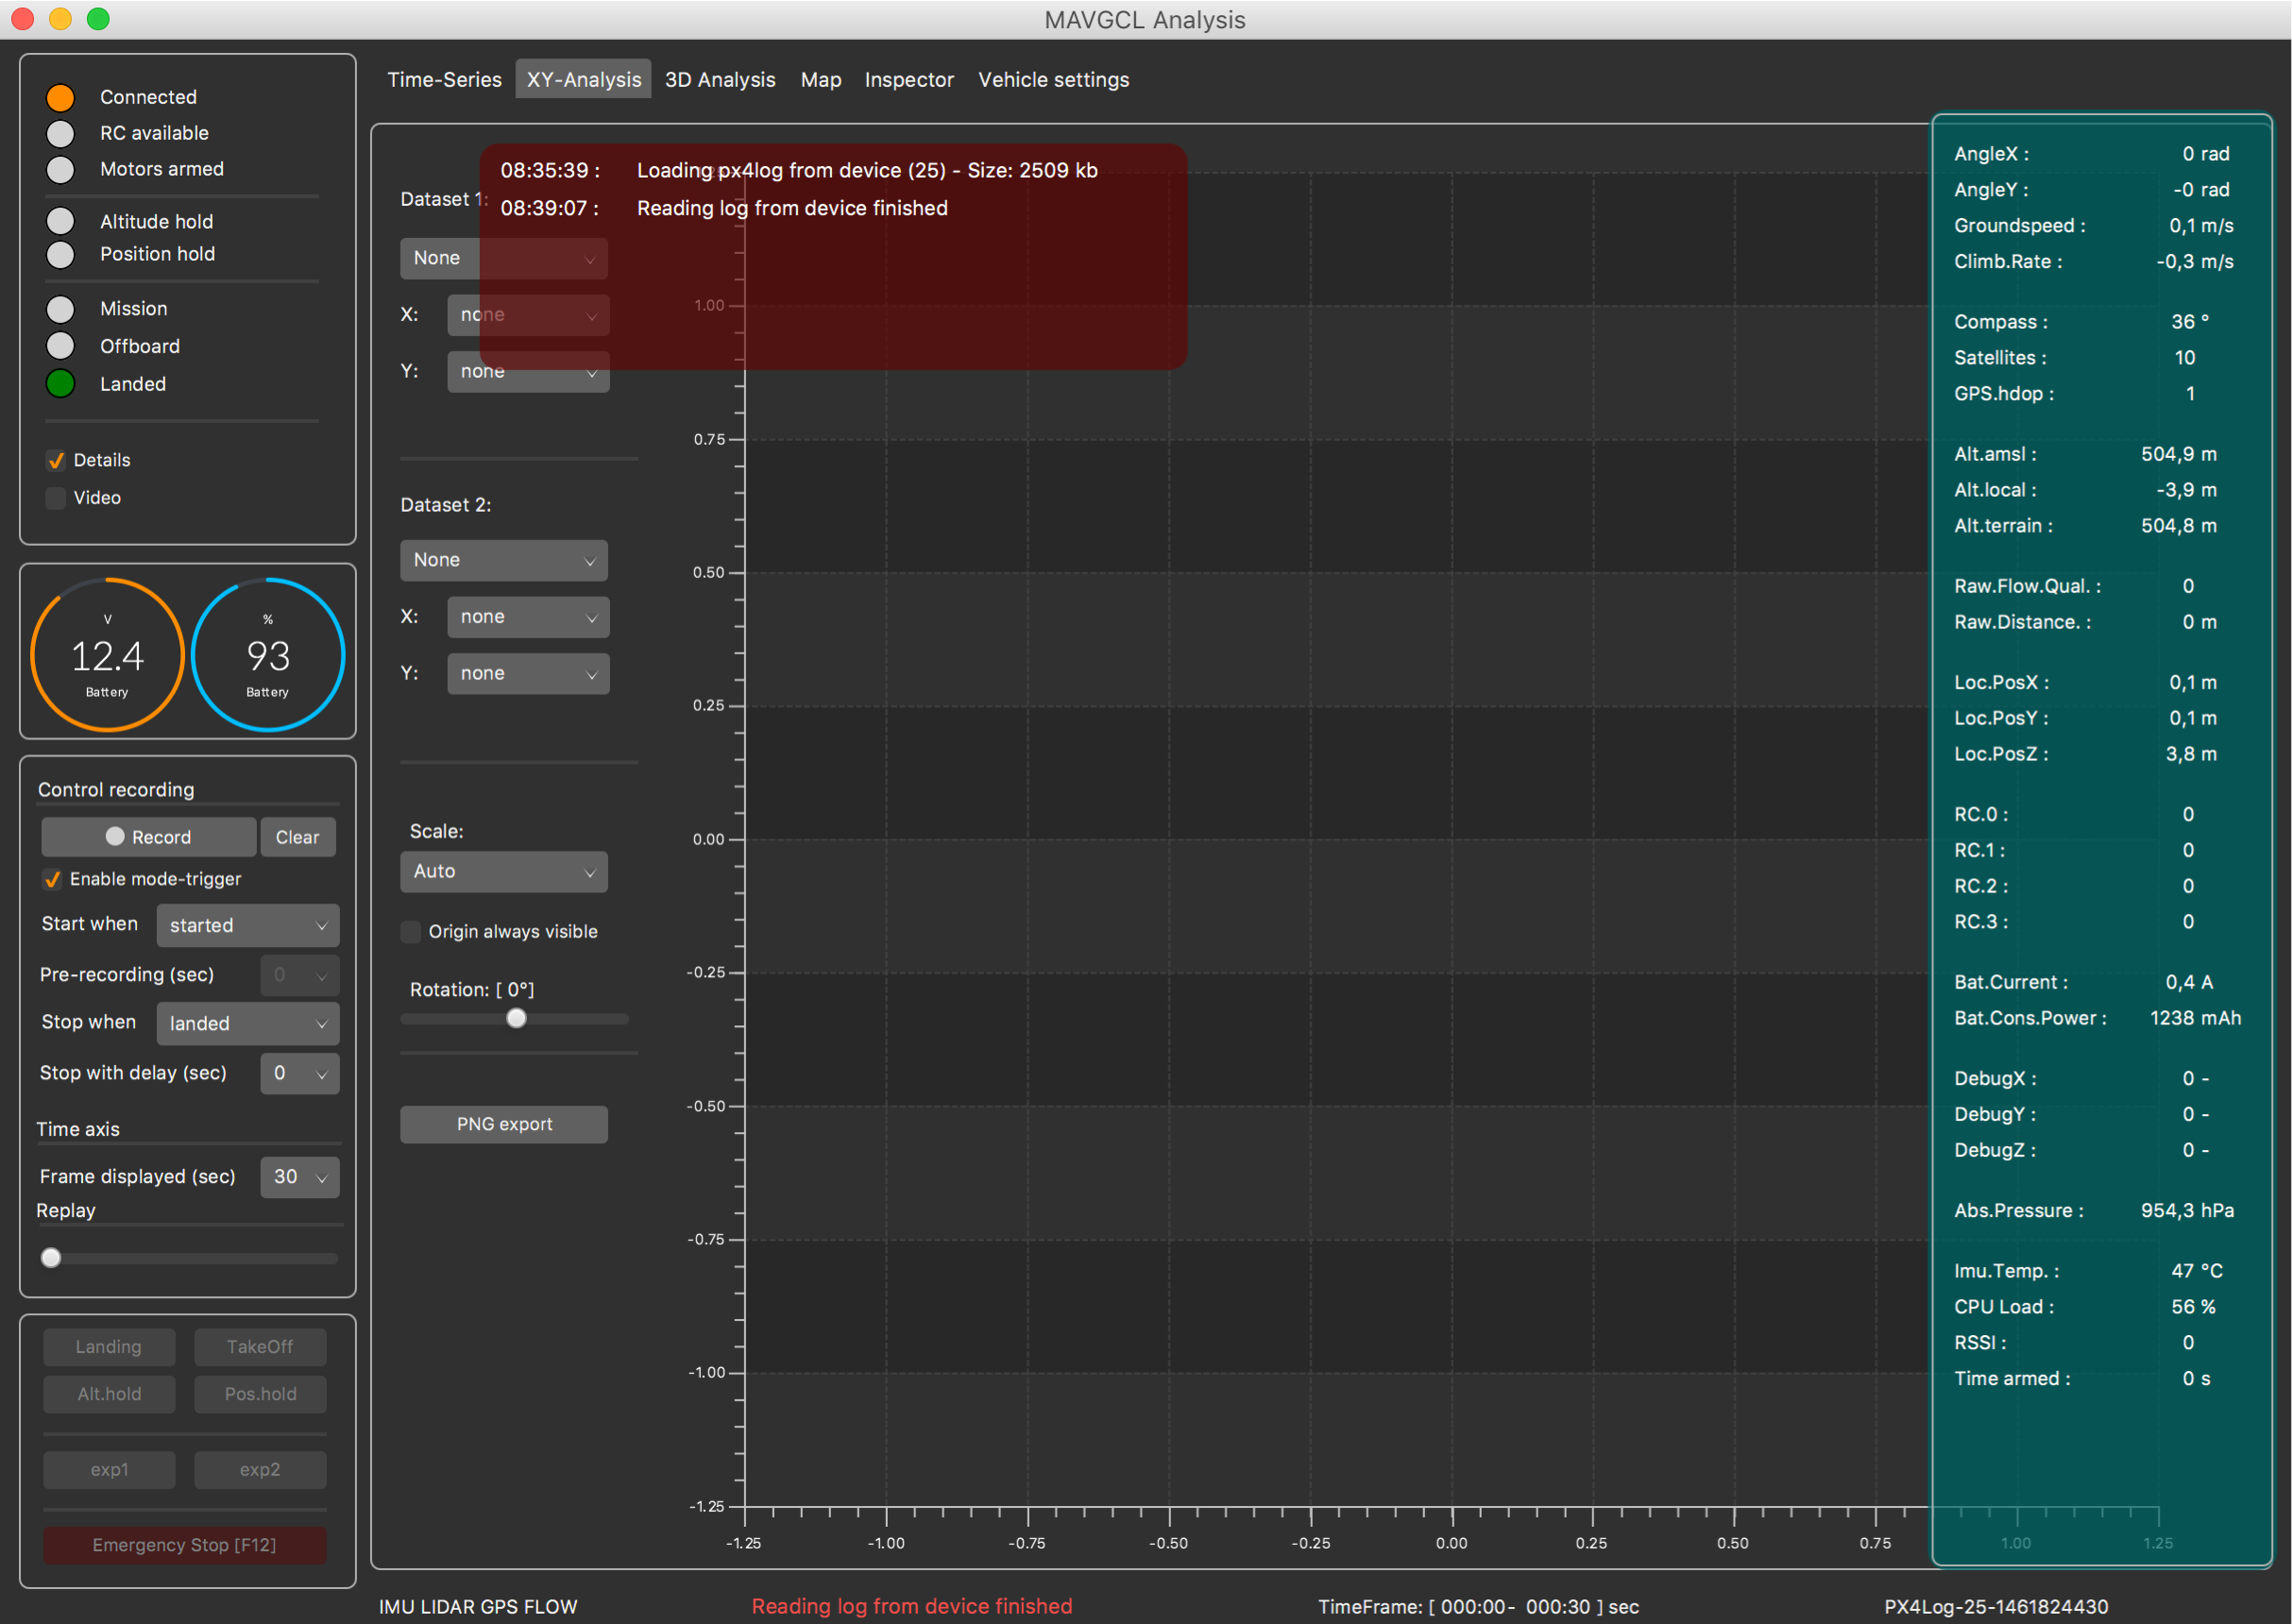 MAVGCL Analysis
Time-Series XY-Analysis 3D Analysis Map Inspector Vehicle settings
Connected
RC available
Motors armed
Altitude hold
Position hold
Mission
Offboard
Landed
Details
Video
V
12.4
Battery
%
93
Battery
Control recording
Record Clear
Enable mode-trigger
Start when started
Pre-recording (sec) 0
Stop when landed
Stop with delay (sec) 0
Time axis
Frame displayed (sec) 30
Replay
Landing TakeOff
Alt.hold Pos.hold
exp1 exp2
Emergency Stop [F12]
08:35:39 : Loading px4log from device (25) - Size: 2509 kb
08:39:07 : Reading log from device finished
Dataset 1:
None
X: none
Y: none
Dataset 2:
None
X: none
Y: none
Scale:
Auto
Origin always visible
Rotation: [ 0°]
PNG export
1.00
0.75
0.50
0.25
0.00
-0.25
-0.50
-0.75
-1.00
-1.25
-1.25 -1.00 -0.75 -0.50 -0.25 0.00 0.25 0.50 0.75 1.00 1.25
AngleX : 0 rad
AngleY : -0 rad
Groundspeed : 0,1 m/s
Climb.Rate : -0,3 m/s
Compass : 36 °
Satellites : 10
GPS.hdop : 1
Alt.amsl : 504,9 m
Alt.local : -3,9 m
Alt.terrain : 504,8 m
Raw.Flow.Qual. : 0
Raw.Distance. : 0 m
Loc.PosX : 0,1 m
Loc.PosY : 0,1 m
Loc.PosZ : 3,8 m
RC.0 : 0
RC.1 : 0
RC.2 : 0
RC.3 : 0
Bat.Current : 0,4 A
Bat.Cons.Power : 1238 mAh
DebugX : 0 -
DebugY : 0 -
DebugZ : 0 -
Abs.Pressure : 954,3 hPa
Imu.Temp. : 47 °C
CPU Load : 56 %
RSSI : 0
Time armed : 0 s
IMU LIDAR GPS FLOW Reading log from device finished TimeFrame: [ 000:00 - 000:30 ] sec PX4Log-25-1461824430